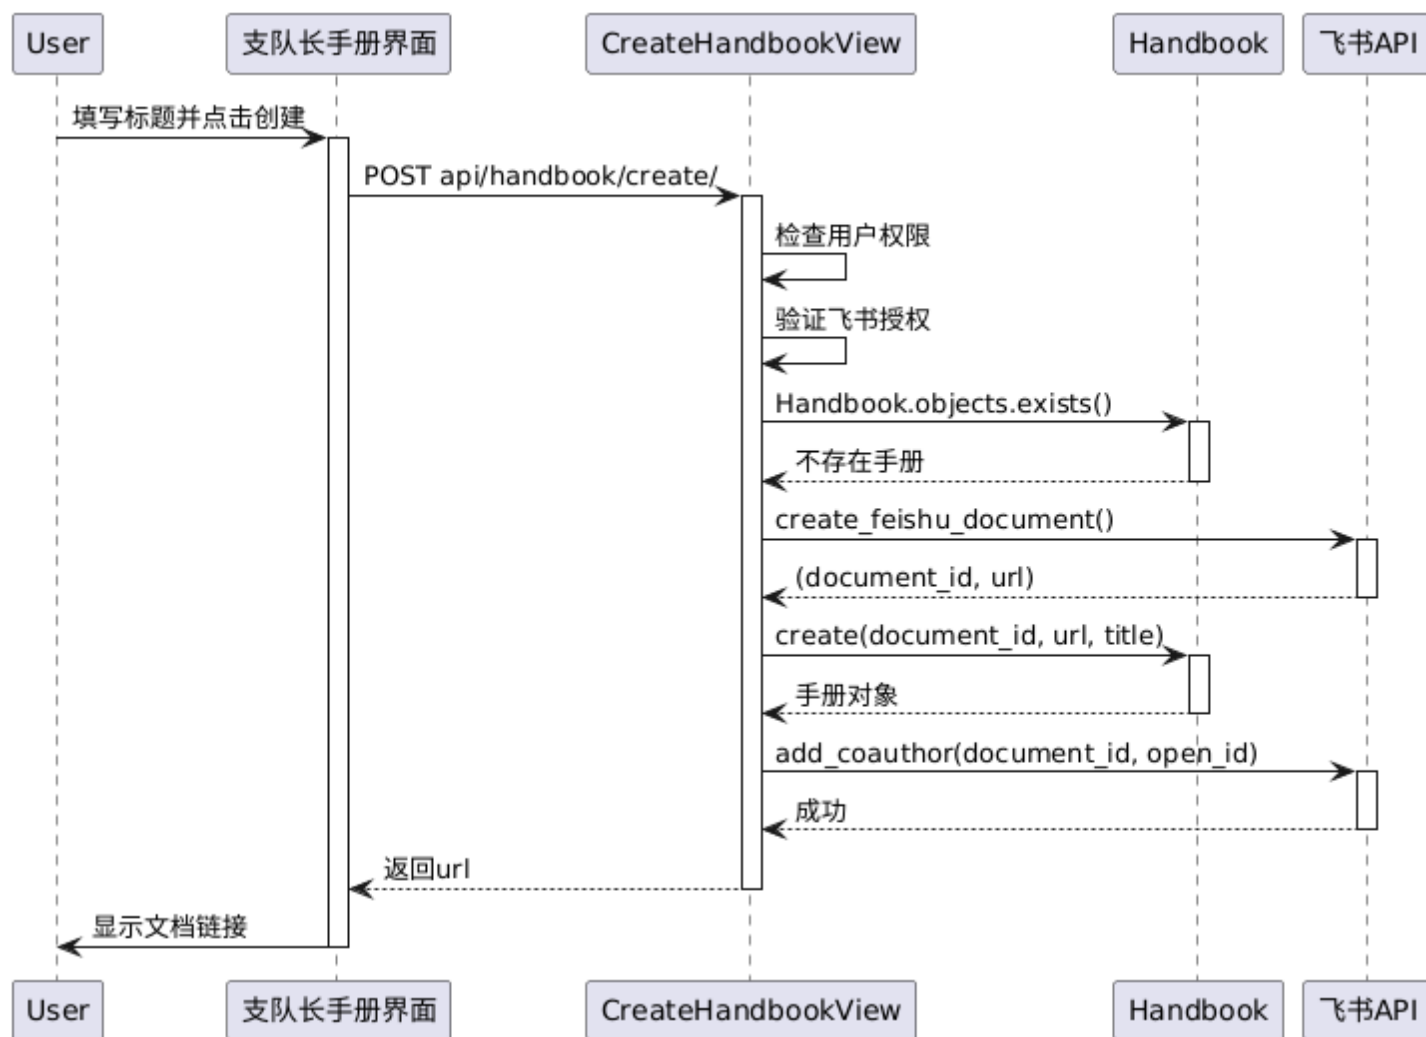 User 支队长手册界面 CreateHandbookView Handbook 飞书API
填写标题并点击创建
POST api/handbook/create/
检查用户权限
验证飞书授权
Handbook.objects.exists()
不存在手册
create_feishu_document()
(document_id, url)
create(document_id, url, title)
手册对象
add_coauthor(document_id, open_id)
成功
返回url
显示文档链接
User 支队长手册界面 CreateHandbookView Handbook 飞书API